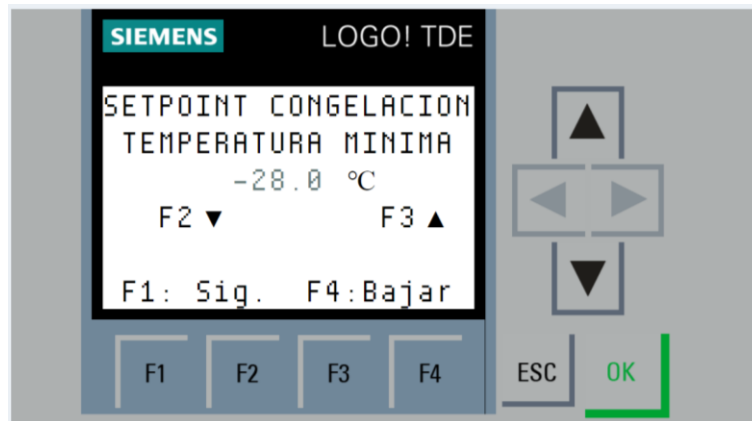 SIEMENS LOGO! TDE
SETPOINT CONGELACION
TEMPERATURA MINIMA
-28.0 °C
F2 ▼ F3 ▲
F1: Sig. F4:Bajar
F1 F2 F3 F4 ESC OK